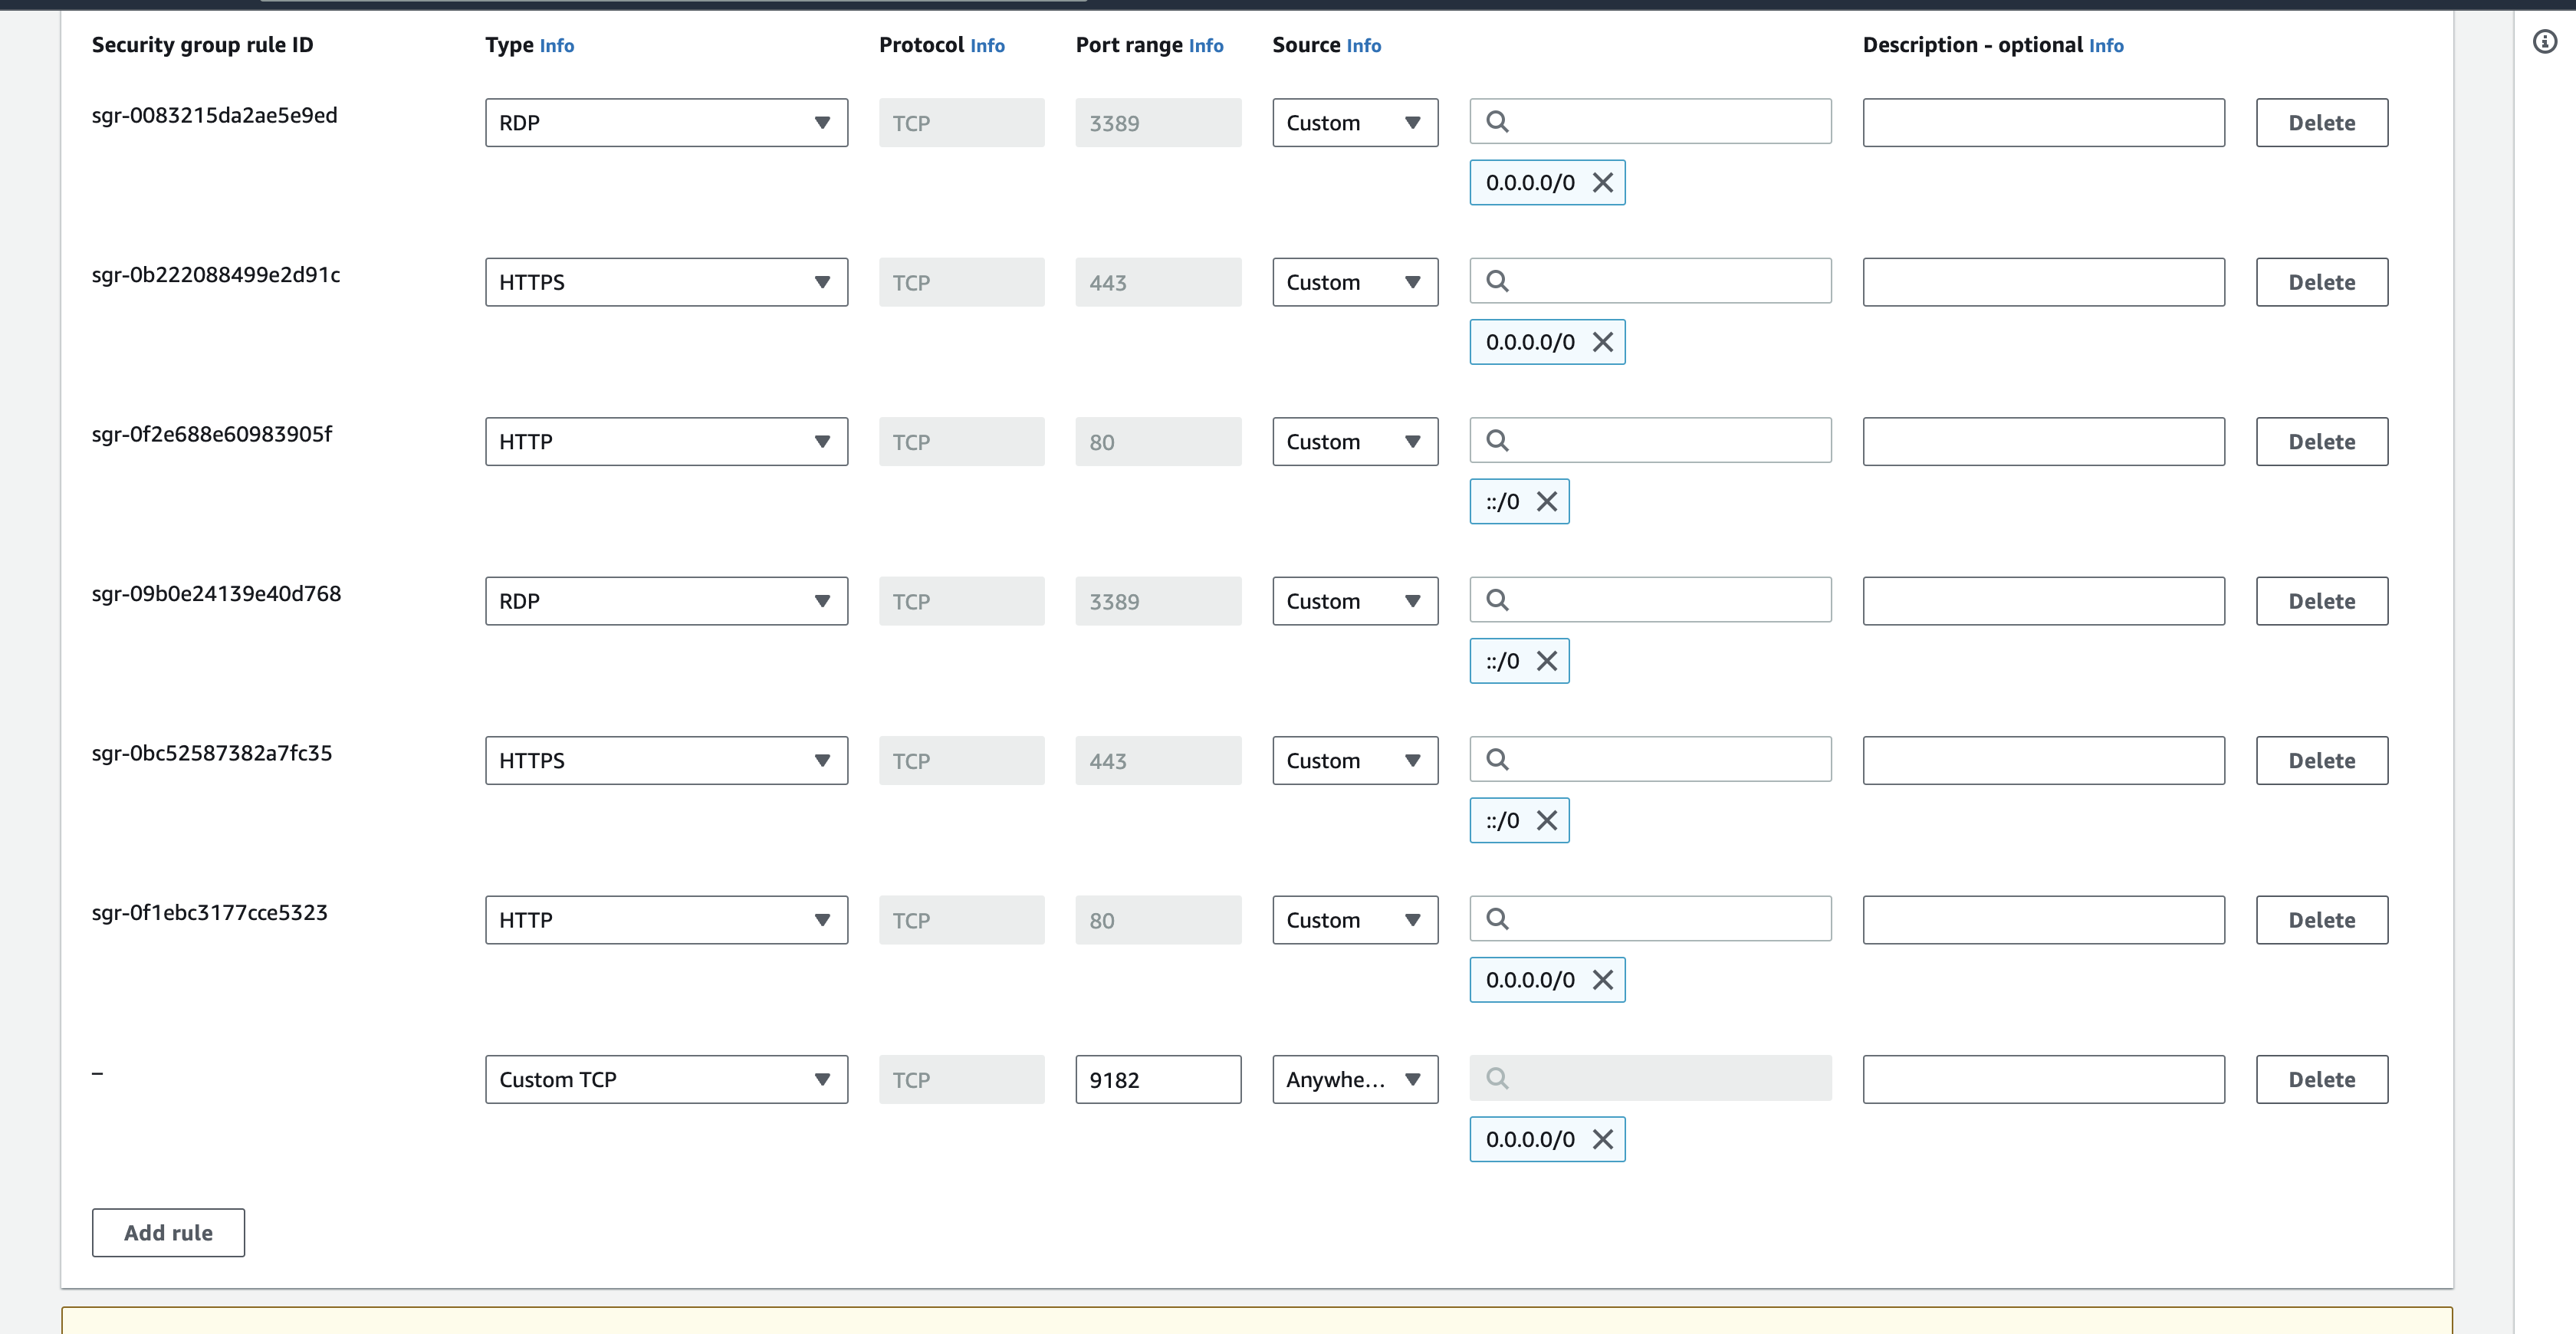 Security group rule ID Type Info Protocol Info Port range Info Source Info Description - optional Info
sgr-0083215da2ae5e9ed RDP TCP 3389 Custom Delete
0.0.0.0/0
sgr-0b222088499e2d91c HTTPS TCP 443 Custom Delete
0.0.0.0/0
sgr-0f2e688e60983905f HTTP TCP 80 Custom Delete
::/0
sgr-09b0e24139e40d768 RDP TCP 3389 Custom Delete
::/0
sgr-0bc52587382a7fc35 HTTPS TCP 443 Custom Delete
::/0
sgr-0f1ebc3177cce5323 HTTP TCP 80 Custom Delete
0.0.0.0/0
– Custom TCP TCP 9182 Anywhe... Delete
0.0.0.0/0
Add rule